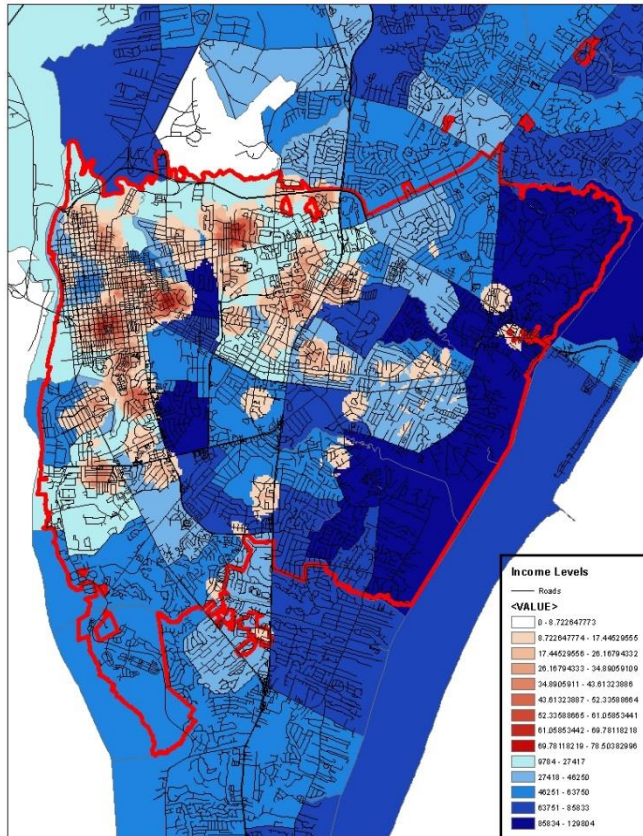 Income Levels
Roads
<VALUE>
0 - 8.722647773
8.722647774 - 17.44529555
17.44529556 - 26.16794332
26.16794333 - 34.89059109
34.8905911 - 43.61323886
43.61323887 - 52.33588664
52.33588665 - 61.05853441
61.05853442 - 69.78118218
69.78118219 - 78.50382996
9784 - 27417
27418 - 46250
46251 - 63750
63751 - 85833
85834 - 129804